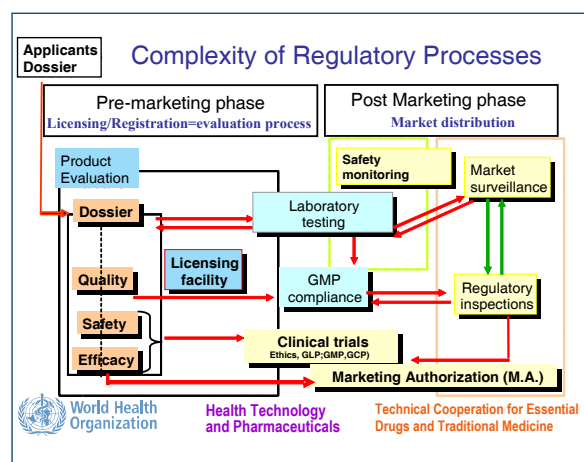 Applicants
Dossier
Complexity of Regulatory Processes
Pre-marketing phase
Licensing/Registration=evaluation process
Post Marketing phase
Market distribution
Product
Evaluation
Safety
monitoring
Market
surveillance
Dossier
Laboratory
testing
Licensing
facility
Quality
GMP
compliance
Regulatory
inspections
Safety
Clinical trials
Ethics, GLP;GMP,GCP)
Efficacy
Marketing Authorization (M.A.)
World Health
Organization
Health Technology
and Pharmaceuticals
Technical Cooperation for Essential
Drugs and Traditional Medicine